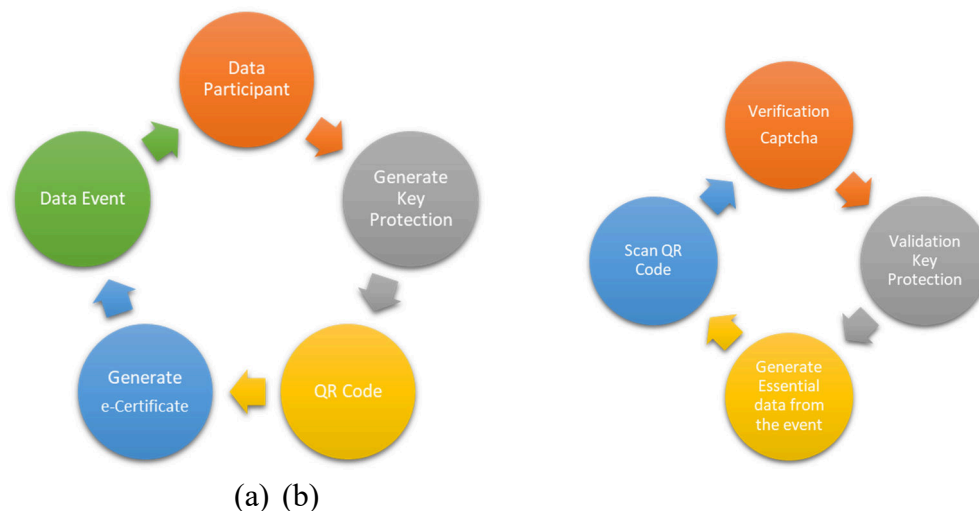 Data
Participant
Generate
Key
Protection
QR Code
Generate
e-Certificate
Data Event
Verification
Captcha
Validation
Key
Protection
Generate
Essential
data from
the event
Scan QR
Code
(a) (b)